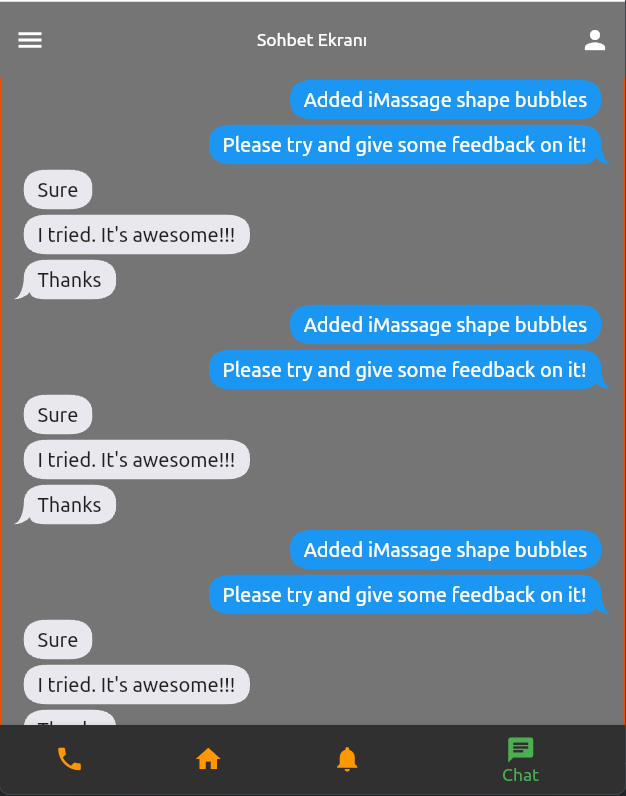 Sohbet Ekranı
Added iMassage shape bubbles
Please try and give some feedback on it!
Sure
I tried. It's awesome!!!
Thanks
Added iMassage shape bubbles
Please try and give some feedback on it!
Sure
I tried. It's awesome!!!
Thanks
Added iMassage shape bubbles
Please try and give some feedback on it!
Sure
I tried. It's awesome!!!
Chat